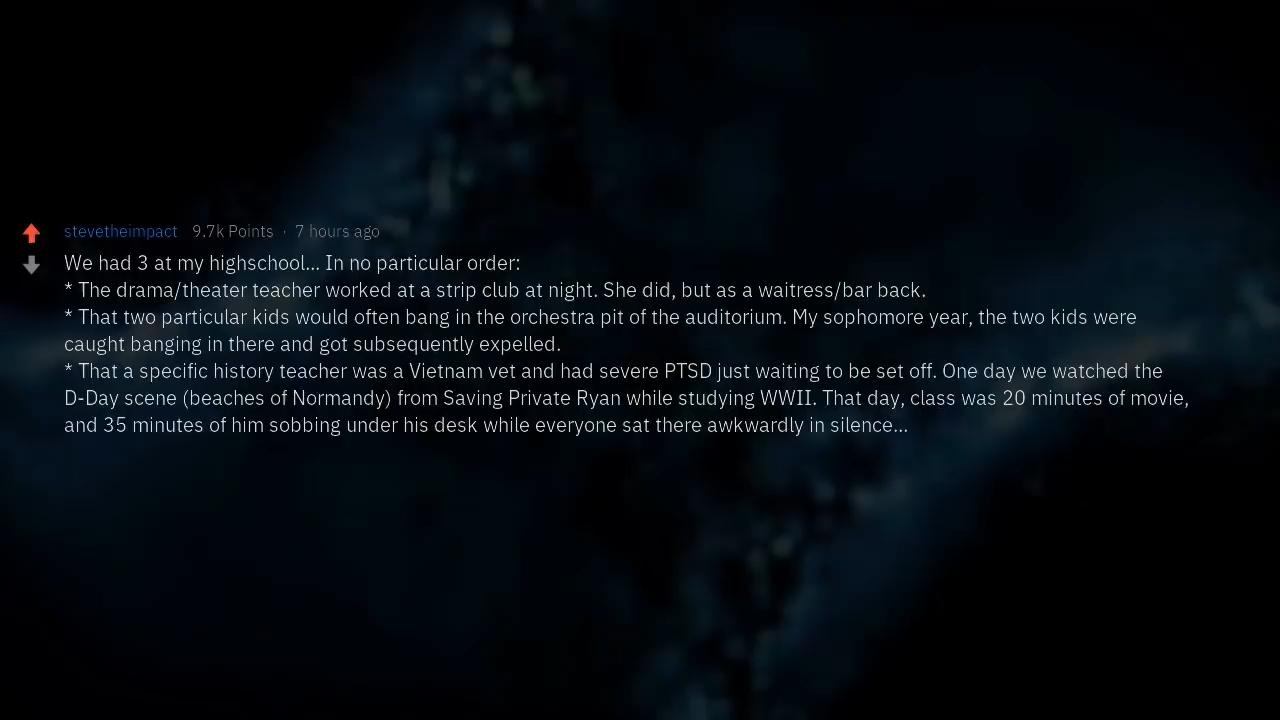 stevetheimpact 9.7k Points · 7 hours ago
We had 3 at my highschool... In no particular order:
* The drama/theater teacher worked at a strip club at night. She did, but as a waitress/bar back.
* That two particular kids would often bang in the orchestra pit of the auditorium. My sophomore year, the two kids were
caught banging in there and got subsequently expelled.
* That a specific history teacher was a Vietnam vet and had severe PTSD just waiting to be set off. One day we watched the
D-Day scene (beaches of Normandy) from Saving Private Ryan while studying WWII. That day, class was 20 minutes of movie,
and 35 minutes of him sobbing under his desk while everyone sat there awkwardly in silence...